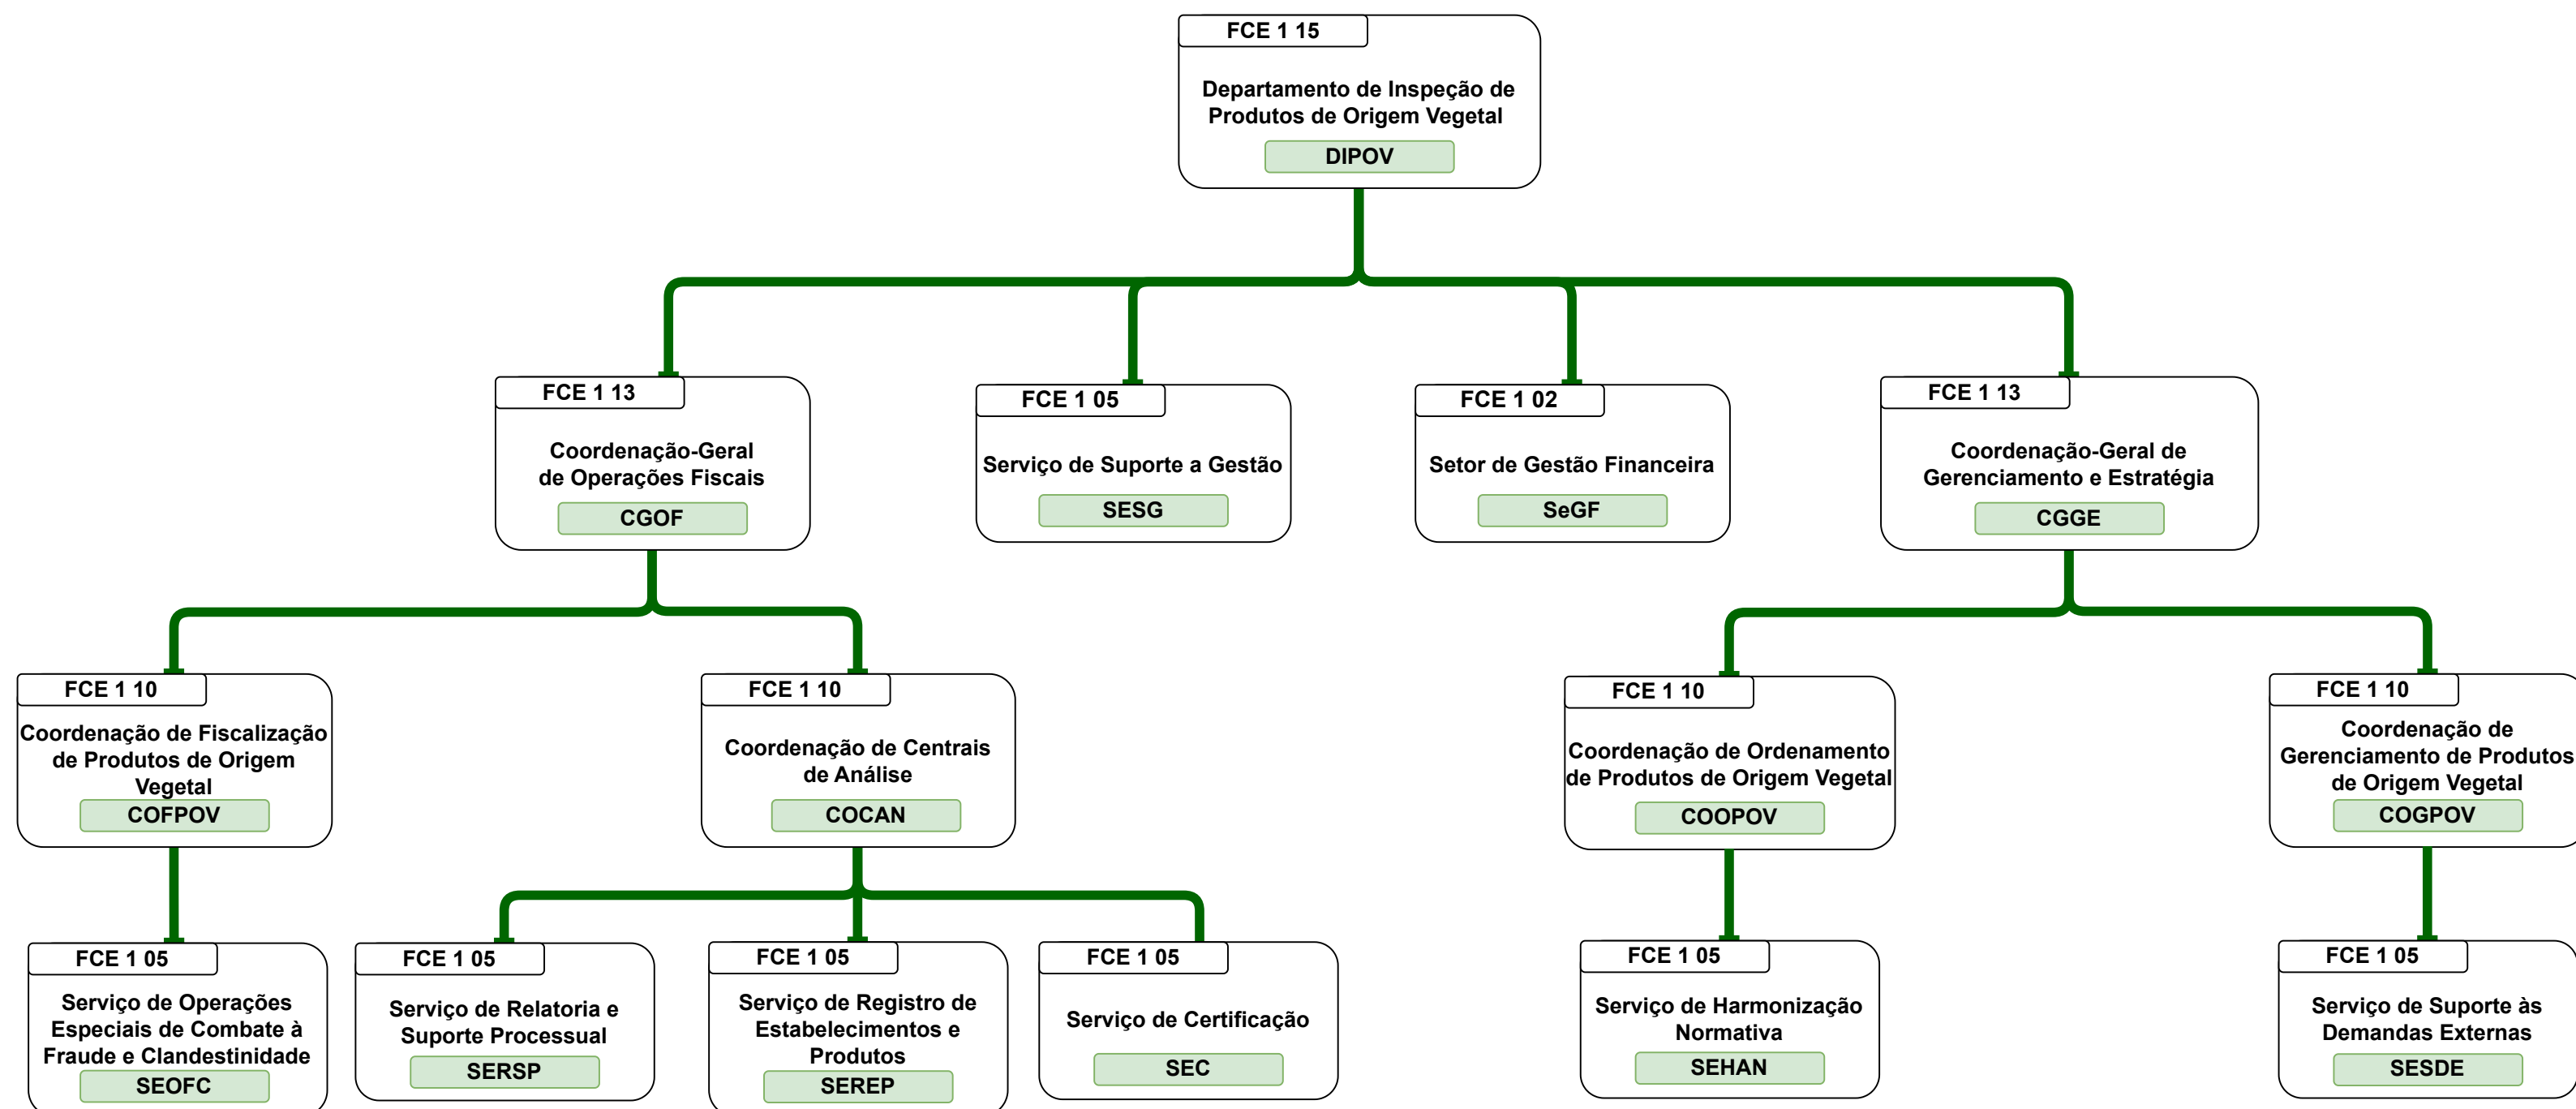 FCE 1 15
Departamento de Inspeção de
Produtos de Origem Vegetal
DIPOV
FCE 1 13
Coordenação-Geral
de Operações Fiscais
CGOF
FCE 1 05
Serviço de Suporte a Gestão
SESG
FCE 1 02
Setor de Gestão Financeira
SeGF
FCE 1 13
Coordenação-Geral de
Gerenciamento e Estratégia
CGGE
FCE 1 10
Coordenação de Fiscalização
de Produtos de Origem
Vegetal
COFPOV
FCE 1 10
Coordenação de Centrais
de Análise
COCAN
FCE 1 10
Coordenação de Ordenamento
de Produtos de Origem Vegetal
COOPOV
FCE 1 10
Coordenação de
Gerenciamento de Produtos
de Origem Vegetal
COGPOV
FCE 1 05
Serviço de Operações
Especiais de Combate à
Fraude e Clandestinidade
SEOFC
FCE 1 05
Serviço de Relatoria e
Suporte Processual
SERSP
FCE 1 05
Serviço de Registro de
Estabelecimentos e
Produtos
SEREP
FCE 1 05
Serviço de Certificação
SEC
FCE 1 05
Serviço de Harmonização
Normativa
SEHAN
FCE 1 05
Serviço de Suporte às
Demandas Externas
SESDE